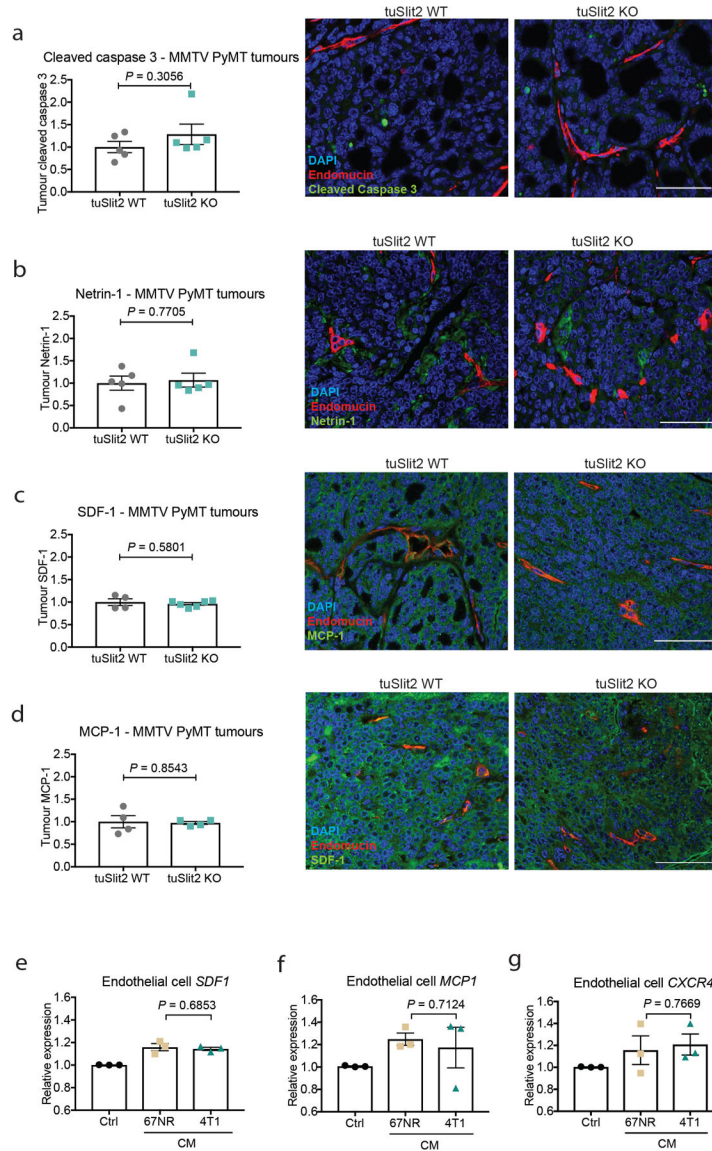 a
Cleaved caspase 3 - MMTV PyMT tumours
P = 0.3056
Tumour cleaved caspase 3
2.5
2.0
1.5
1.0
0.5
0.0
tuSlit2 WT tuSlit2 KO
tuSlit2 WT
tuSlit2 KO
DAPI
Endomucin
Cleaved Caspase 3
b
Netrin-1 - MMTV PyMT tumours
P = 0.7705
Tumour Netrin-1
2.5
2.0
1.5
1.0
0.5
0.0
tuSlit2 WT tuSlit2 KO
tuSlit2 WT
tuSlit2 KO
DAPI
Endomucin
Netrin-1
c
SDF-1 - MMTV PyMT tumours
P = 0.5801
Tumour SDF-1
2.5
2.0
1.5
1.0
0.5
0.0
tuSlit2 WT tuSlit2 KO
tuSlit2 WT
tuSlit2 KO
DAPI
Endomucin
MCP-1
d
MCP-1 - MMTV PyMT tumours
P = 0.8543
Tumour MCP-1
2.5
2.0
1.5
1.0
0.5
0.0
tuSlit2 WT tuSlit2 KO
tuSlit2 WT
tuSlit2 KO
DAPI
Endomucin
SDF-1
e
Endothelial cell SDF1
P = 0.6853
Relative expression
1.6
1.4
1.2
1.0
0.8
0.6
Ctrl 67NR 4T1
CM
f
Endothelial cell MCP1
P = 0.7124
Relative expression
1.6
1.4
1.2
1.0
0.8
0.6
Ctrl 67NR 4T1
CM
g
Endothelial cell CXCR4
P = 0.7669
Relative expression
1.6
1.4
1.2
1.0
0.8
0.6
Ctrl 67NR 4T1
CM